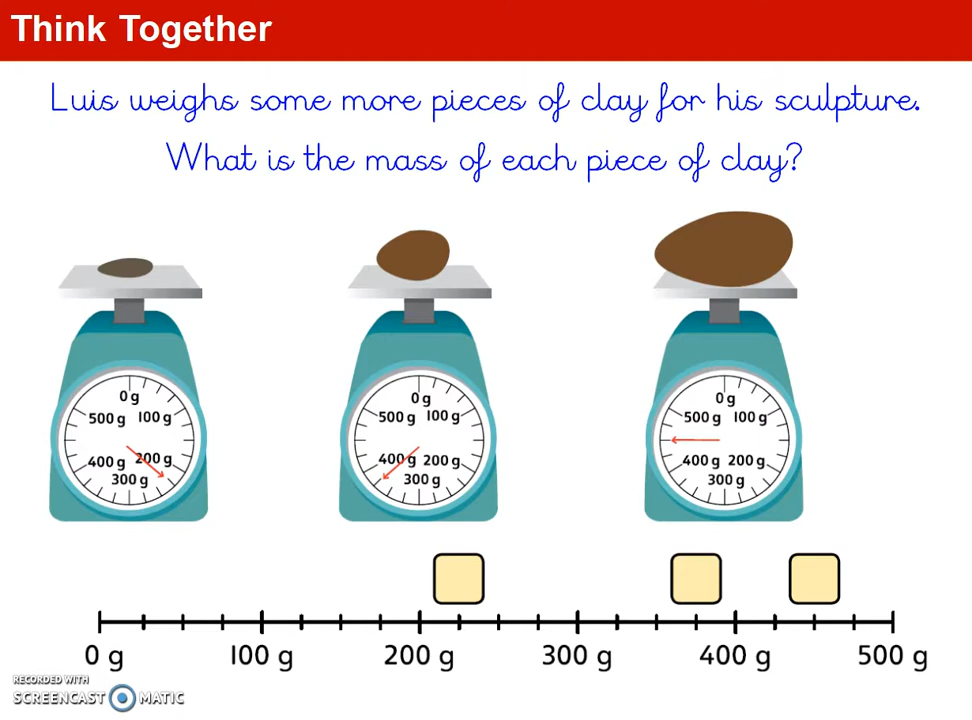 Think Together
Luis weighs some more pieces of clay for his sculpture.
What is the mass of each piece of clay?
0 g
500 g 100 g
400 g 200 g
300 g
0 g
500 g 100 g
400 g 200 g
300 g
0 g
500 g 100 g
400 g 200 g
300 g
0 g 100 g 200 g 300 g 400 g 500 g
RECORDED WITH
SCREENCAST MATIC